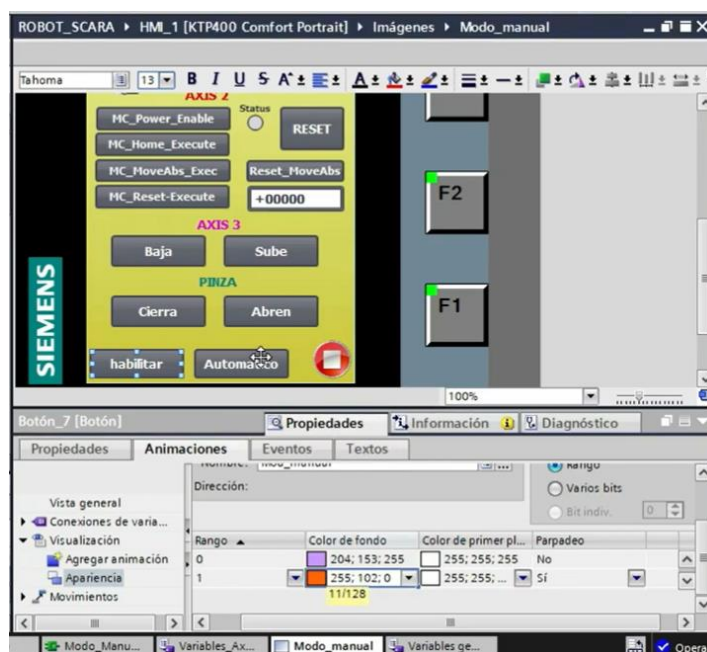 ROBOT_SCARA ▸ HMI_1 [KTP400 Comfort Portrait] ▸ Imágenes ▸ Modo_manual
Tahoma 13 B I U S A
AXIS 2
MC_Power_Enable Status RESET
MC_Home_Execute
MC_MoveAbs_Exec Reset_MoveAbs
MC_Reset-Execute +00000
F2
AXIS 3
Baja Sube
PINZA
Cierra Abren
F1
SIEMENS
habilitar Automatico
100%
Botón_7 [Botón] Propiedades Información Diagnóstico
Propiedades Animaciones Eventos Textos
Nombre: mod_manual Rango
Dirección: Varios bits
Vista general Bit indiv. 0
Conexiones de varia...
Visualización Rango Color de fondo Color de primer pl... Parpadeo
Agregar animación 0 204; 153; 255 255; 255; 255 No
Apariencia 1 255; 102; 0 255; 255; ... Sí
Movimientos 11/128
Modo_Manu... Variables_Ax... Modo_manual Variables ge... Opera